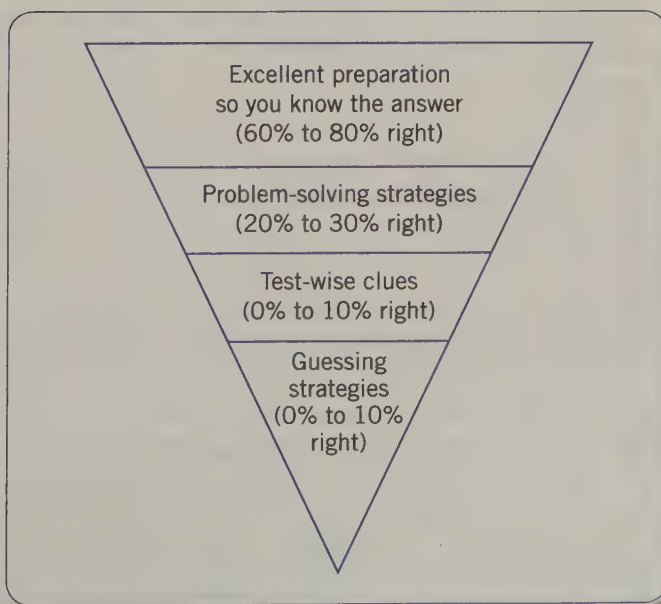 Excellent preparation
so you know the answer
(60% to 80% right)
Problem-solving strategies
(20% to 30% right)
Test-wise clues
(0% to 10% right)
Guessing
strategies
(0% to 10%
right)